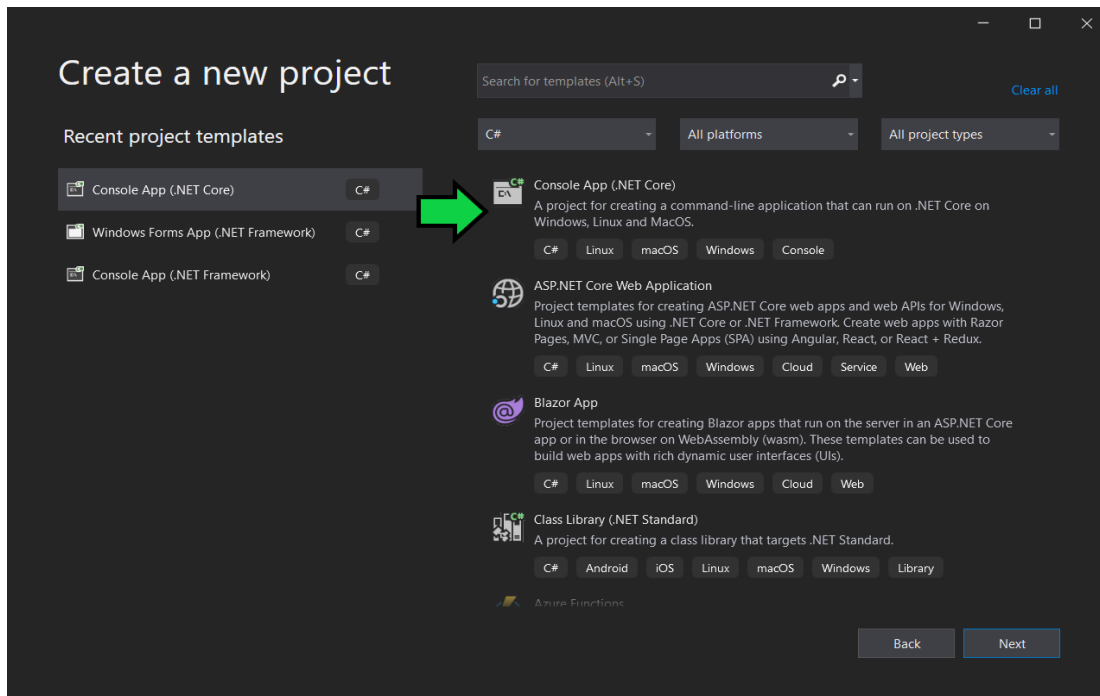 Create a new project
Search for templates (Alt+S)
Clear all
Recent project templates
C#
All platforms
All project types
Console App (.NET Core)
C#
Windows Forms App (.NET Framework)
C#
Console App (.NET Framework)
C#
Console App (.NET Core)
A project for creating a command-line application that can run on .NET Core on
Windows, Linux and MacOS.
C# Linux macOS Windows Console
ASP.NET Core Web Application
Project templates for creating ASP.NET Core web apps and web APIs for Windows,
Linux and macOS using .NET Core or .NET Framework. Create web apps with Razor
Pages, MVC, or Single Page Apps (SPA) using Angular, React, or React + Redux.
C# Linux macOS Windows Cloud Service Web
Blazor App
Project templates for creating Blazor apps that run on the server in an ASP.NET Core
app or in the browser on WebAssembly (wasm). These templates can be used to
build web apps with rich dynamic user interfaces (UIs).
C# Linux macOS Windows Cloud Web
Class Library (.NET Standard)
A project for creating a class library that targets .NET Standard.
C# Android iOS Linux macOS Windows Library
Azure Functions
Back
Next